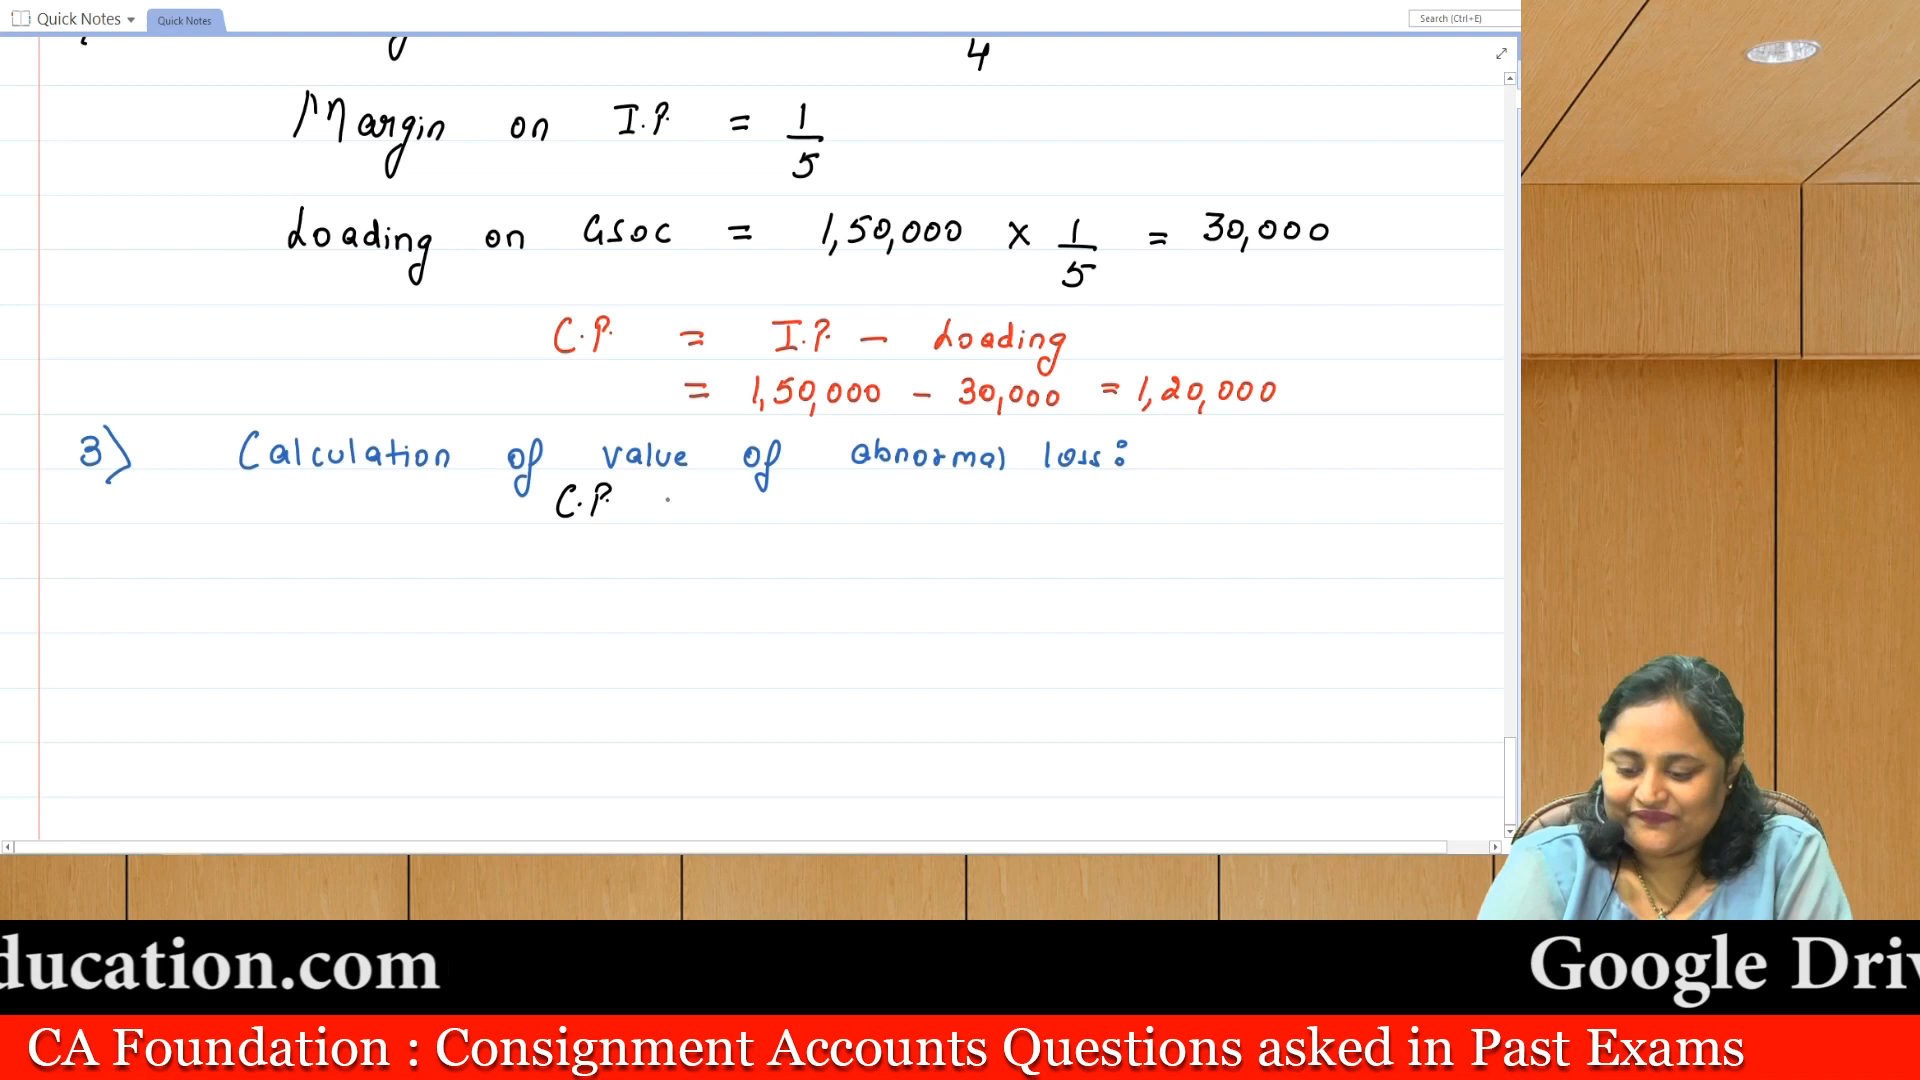 Quick Notes
Quick Notes
Search (Ctrl+E)
4
Margin on I.P. = 1/5
Loading on GSOC = 1,50,000 × 1/5 = 30,000
C.P. = I.P. - Loading
= 1,50,000 - 30,000 = 1,20,000
3) Calculation of value of abnormal loss:
C.P.
ducation.com
Google Driv
CA Foundation : Consignment Accounts Questions asked in Past Exams